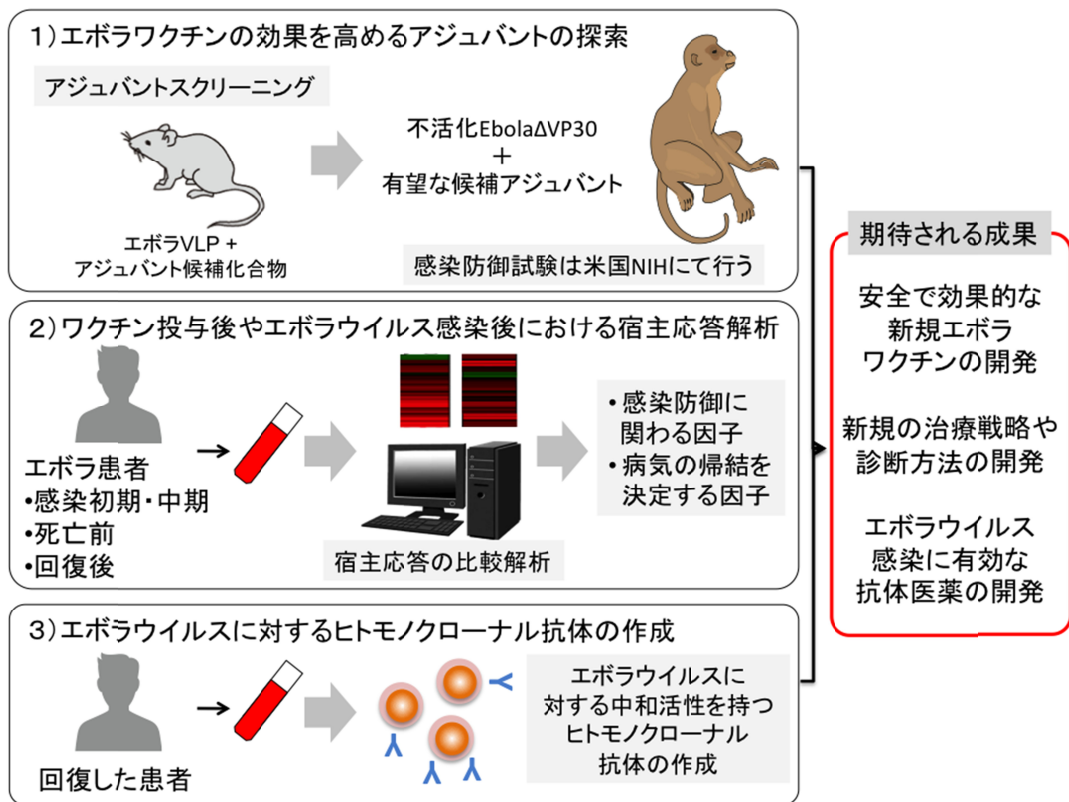 1)エボラワクチンの効果を高めるアジュバントの探索
アジュバントスクリーニング
エボラVLP +
アジュバント候補化合物
不活化EbolaΔVP30
+
有望な候補アジュバント
感染防御試験は米国NIHにて行う
2)ワクチン投与後やエボラウイルス感染後における宿主応答解析
エボラ患者
•感染初期・中期
•死亡前
•回復後
宿主応答の比較解析
• 感染防御に
関わる因子
• 病気の帰結を
決定する因子
3)エボラウイルスに対するヒトモノクローナル抗体の作成
回復した患者
エボラウイルスに
対する中和活性を持つ
ヒトモノクローナル
抗体の作成
期待される成果
安全で効果的な
新規エボラ
ワクチンの開発
新規の治療戦略や
診断方法の開発
エボラウイルス
感染に有効な
抗体医薬の開発